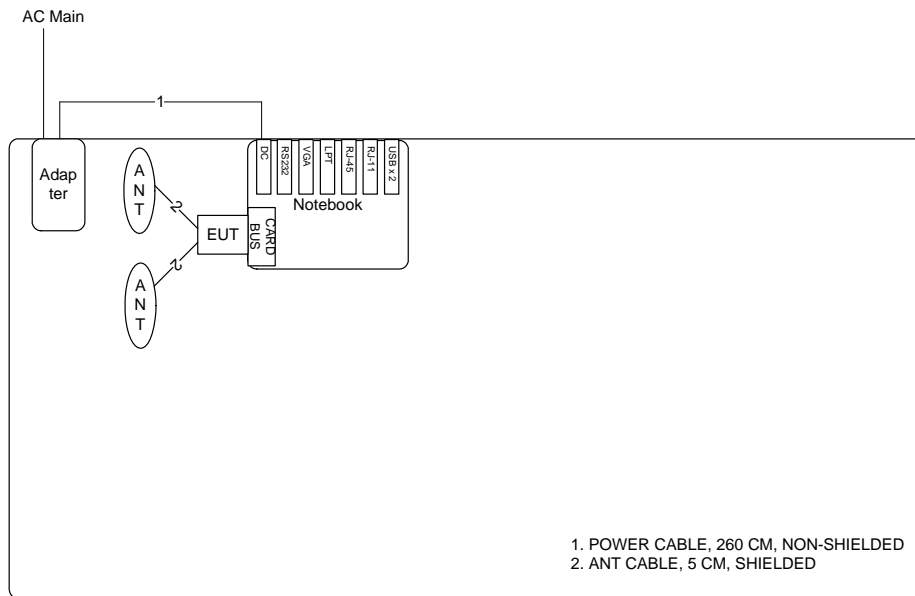 AC Main
1
Adap
ter
A
N
T
2
EUT
2
A
N
T
DC
RS232
VGA
LPT
RJ-45
RJ-11
USB x 2
Notebook
CARD
BUS
1. POWER CABLE, 260 CM, NON-SHIELDED
2. ANT CABLE, 5 CM, SHIELDED